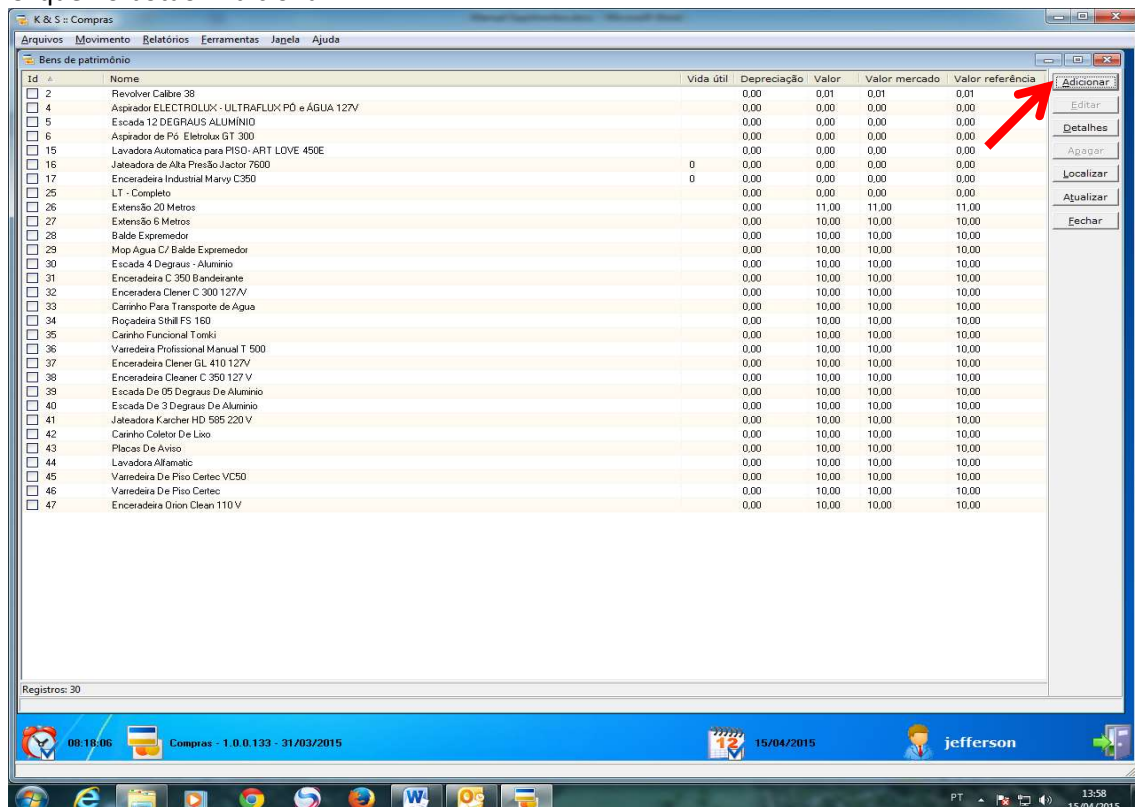 K & S :: Compras
Arquivos Movimento Relatórios Ferramentas Janela Ajuda
Bens de patrimônio
Id Nome Vida útil Depreciação Valor Valor mercado Valor referência
2 Revolver Calibre 38 0,00 0,01 0,01 0,01
4 Aspirador ELECTROLUX - ULTRAFLUX PÓ e ÁGUA 127V 0,00 0,00 0,00 0,00
5 Escada 12 DEGRAUS ALUMÍNIO 0,00 0,00 0,00 0,00
6 Aspirador de Pó Eletrolux GT 300 0,00 0,00 0,00 0,00
15 Lavadora Automatica para PISO- ART LOVE 450E 0,00 0,00 0,00 0,00
16 Jateadora de Alta Presão Jactor 7600 0 0,00 0,00 0,00 0,00
17 Enceradeira Industrial Marvy C350 0 0,00 0,00 0,00 0,00
25 LT - Completo 0,00 0,00 0,00 0,00
26 Extensão 20 Metros 0,00 11,00 11,00 11,00
27 Extensão 6 Metros 0,00 10,00 10,00 10,00
28 Balde Expremedor 0,00 10,00 10,00 10,00
29 Mop Agua C/ Balde Expremedor 0,00 10,00 10,00 10,00
30 Escada 4 Degraus - Aluminio 0,00 10,00 10,00 10,00
31 Enceradeira C 350 Bandeirante 0,00 10,00 10,00 10,00
32 Enceradera Clener C 300 127/V 0,00 10,00 10,00 10,00
33 Carrinho Para Transporte de Agua 0,00 10,00 10,00 10,00
34 Roçadeira Sthill FS 160 0,00 10,00 10,00 10,00
35 Carinho Funcional Tomki 0,00 10,00 10,00 10,00
36 Varredeira Profissional Manual T 500 0,00 10,00 10,00 10,00
37 Enceradeira Clener GL 410 127V 0,00 10,00 10,00 10,00
38 Enceradeira Cleaner C 350 127 V 0,00 10,00 10,00 10,00
39 Escada De 05 Degraus De Aluminio 0,00 10,00 10,00 10,00
40 Escada De 3 Degraus De Aluminio 0,00 10,00 10,00 10,00
41 Jateadora Karcher HD 585 220 V 0,00 10,00 10,00 10,00
42 Carinho Coletor De Lixo 0,00 10,00 10,00 10,00
43 Placas De Aviso 0,00 10,00 10,00 10,00
44 Lavadora Alfamatic 0,00 10,00 10,00 10,00
45 Varredeira De Piso Certec VC50 0,00 10,00 10,00 10,00
46 Varredeira De Piso Certec 0,00 10,00 10,00 10,00
47 Enceradeira Orion Clean 110 V 0,00 10,00 10,00 10,00
Adicionar
Editar
Detalhes
Apagar
Localizar
Atualizar
Fechar
Registros: 30
08:18:06 Compras - 1.0.0.133 - 31/03/2015 12 15/04/2015 jefferson
PT 13:58
15/04/2015